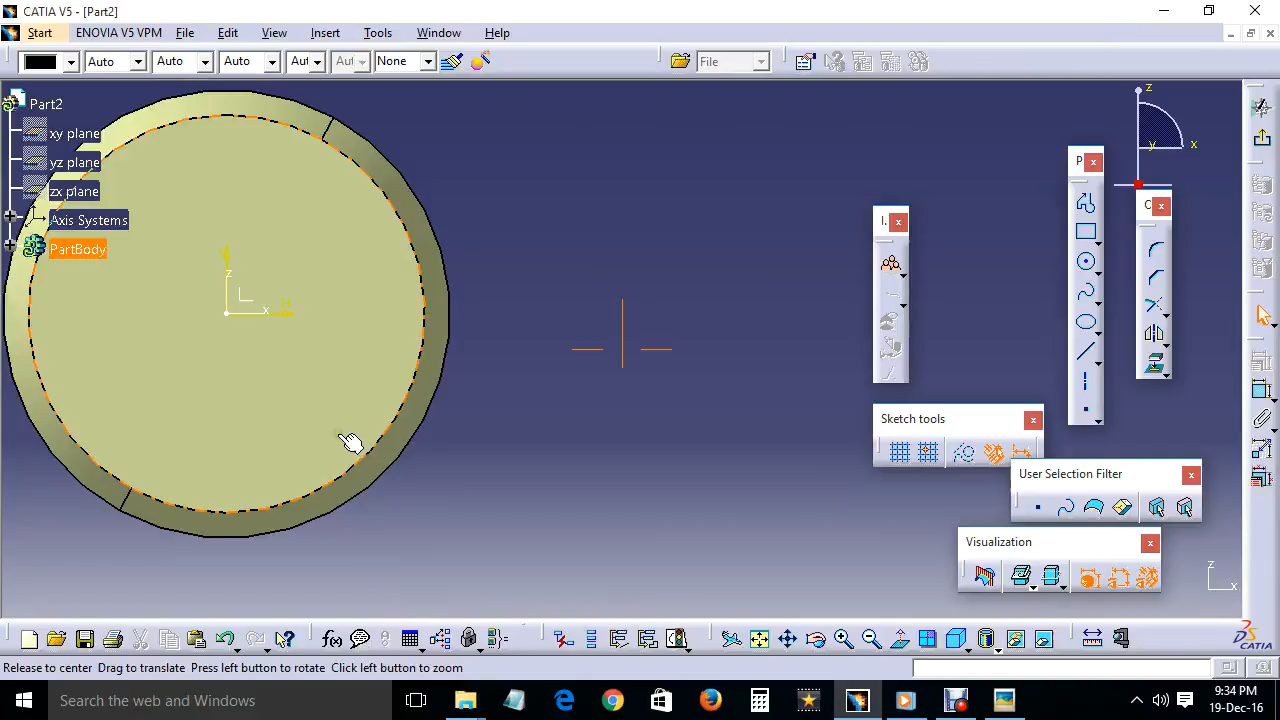 CATIA V5 - [Part2]
Start ENOVIA V5 VPM File Edit View Insert Tools Window Help
Auto Auto Auto Aut Aut None File
z
x
y
Part2
xy plane
yz plane
zx plane
Axis Systems
PartBody
z
x
H
P
I.
Sketch tools
User Selection Filter
Visualization
z
x
f(x)
CATIA
Release to center Drag to translate Press left button to rotate Click left button to zoom
Search the web and Windows
9:34 PM
19-Dec-16